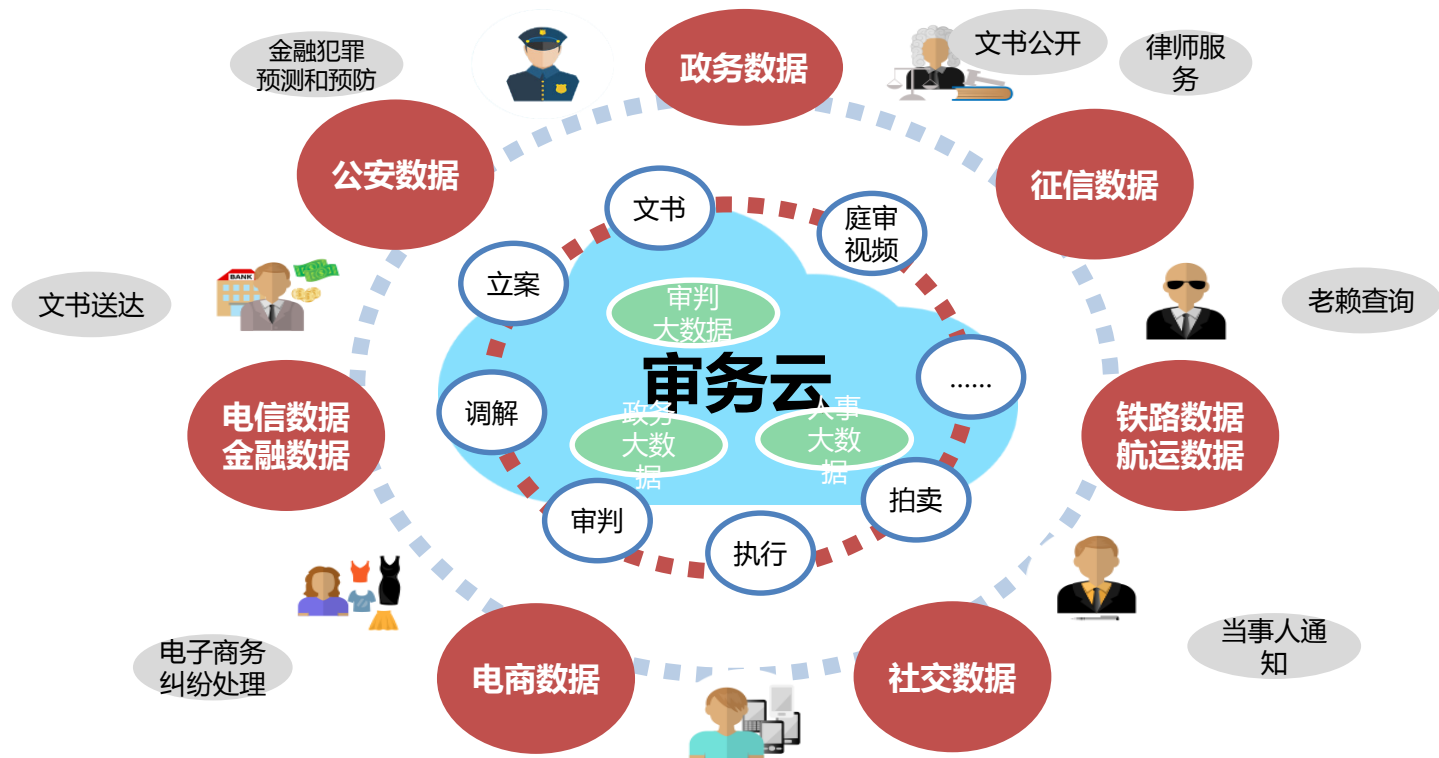 金融犯罪
预测和预防
政务数据
文书公开
律师服
务
公安数据
征信数据
文书
庭审
视频
立案
审判
大数据
文书送达
BANK
老赖查询
审务云
......
调解
政务
大数
据
人事
大数
据
电信数据
金融数据
铁路数据
航运数据
拍卖
审判
执行
电子商务
纠纷处理
电商数据
社交数据
当事人通
知